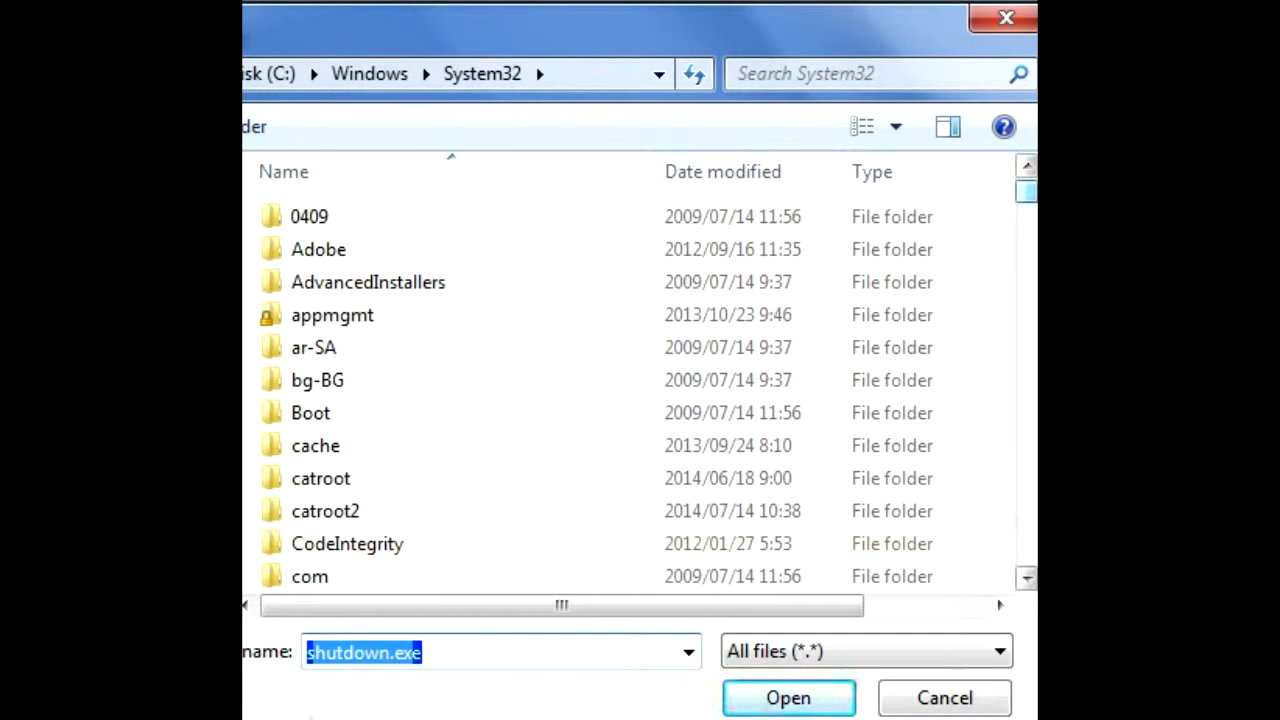 isk (C:) Windows System32 Search System32
der
Name Date modified Type
0409 2009/07/14 11:56 File folder
Adobe 2012/09/16 11:35 File folder
AdvancedInstallers 2009/07/14 9:37 File folder
appmgmt 2013/10/23 9:46 File folder
ar-SA 2009/07/14 9:37 File folder
bg-BG 2009/07/14 9:37 File folder
Boot 2009/07/14 11:56 File folder
cache 2013/09/24 8:10 File folder
catroot 2014/06/18 9:00 File folder
catroot2 2014/07/14 10:38 File folder
CodeIntegrity 2012/01/27 5:53 File folder
com 2009/07/14 11:56 File folder
name: shutdown.exe All files (*.*)
Open Cancel